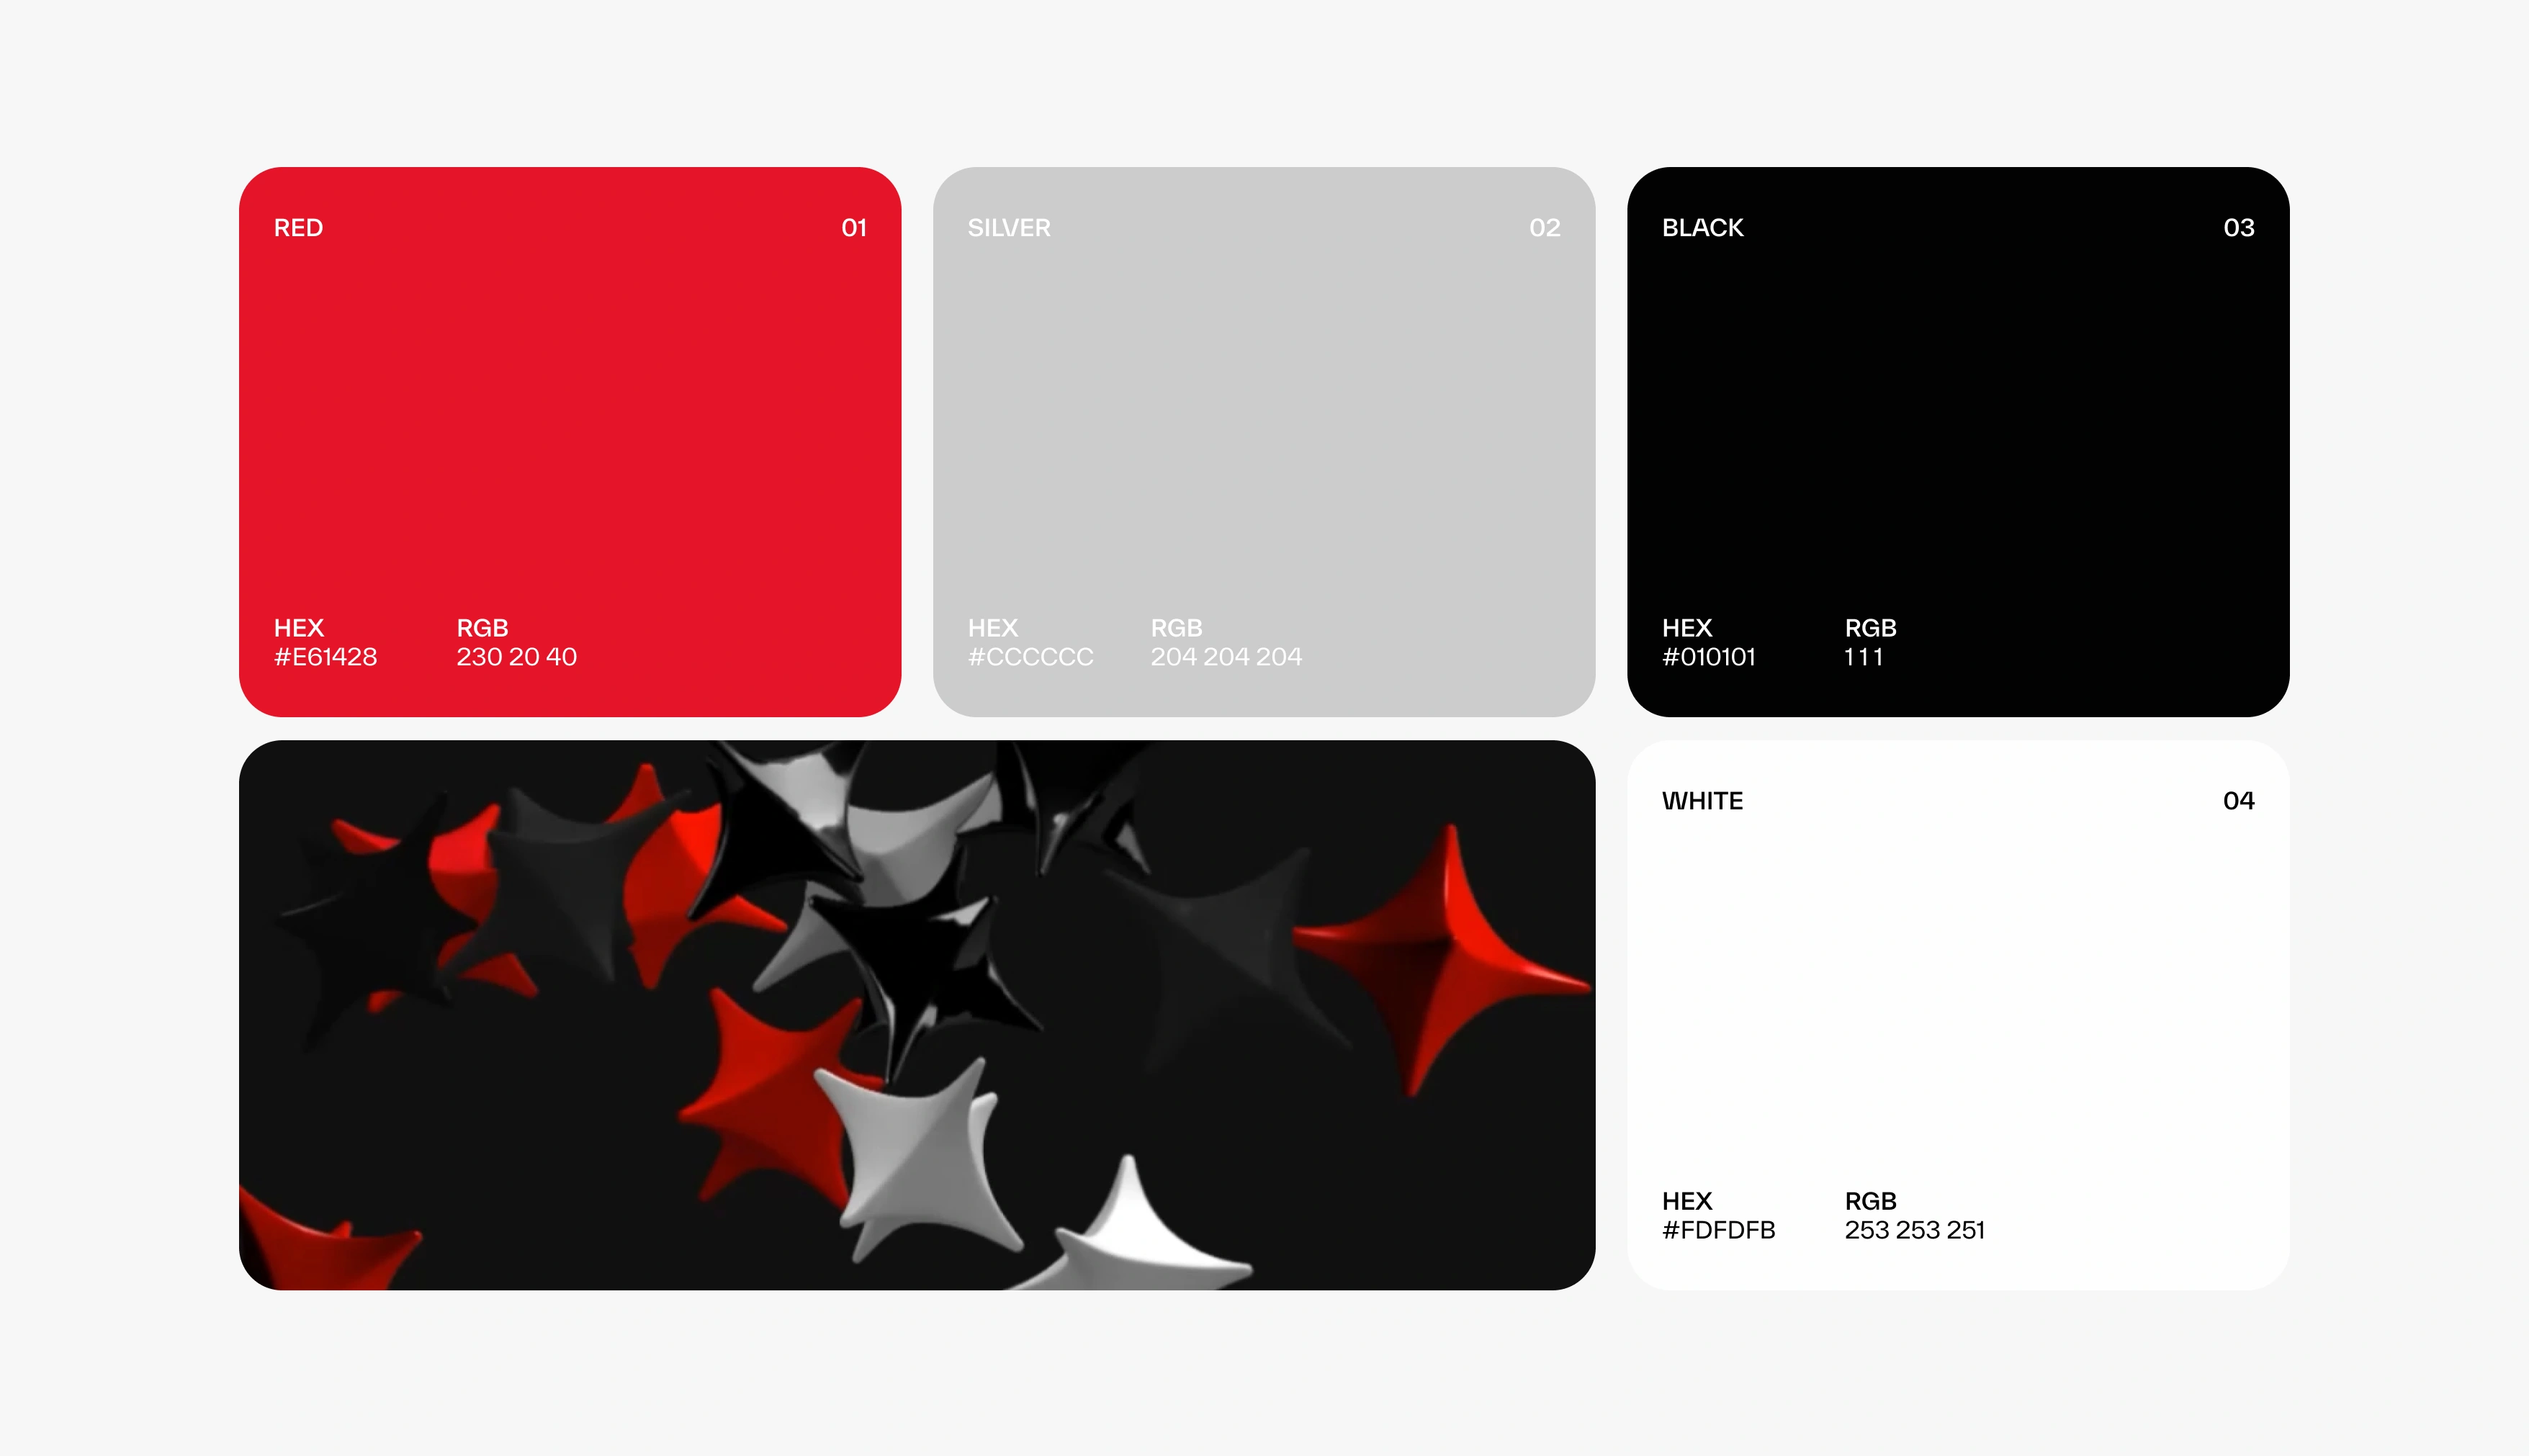 RED 01
HEX RGB
#E61428 230 20 40
SILVER 02
HEX RGB
#CCCCCC 204 204 204
BLACK 03
HEX RGB
#010101 1 1 1
WHITE 04
HEX RGB
#FDFDFB 253 253 251